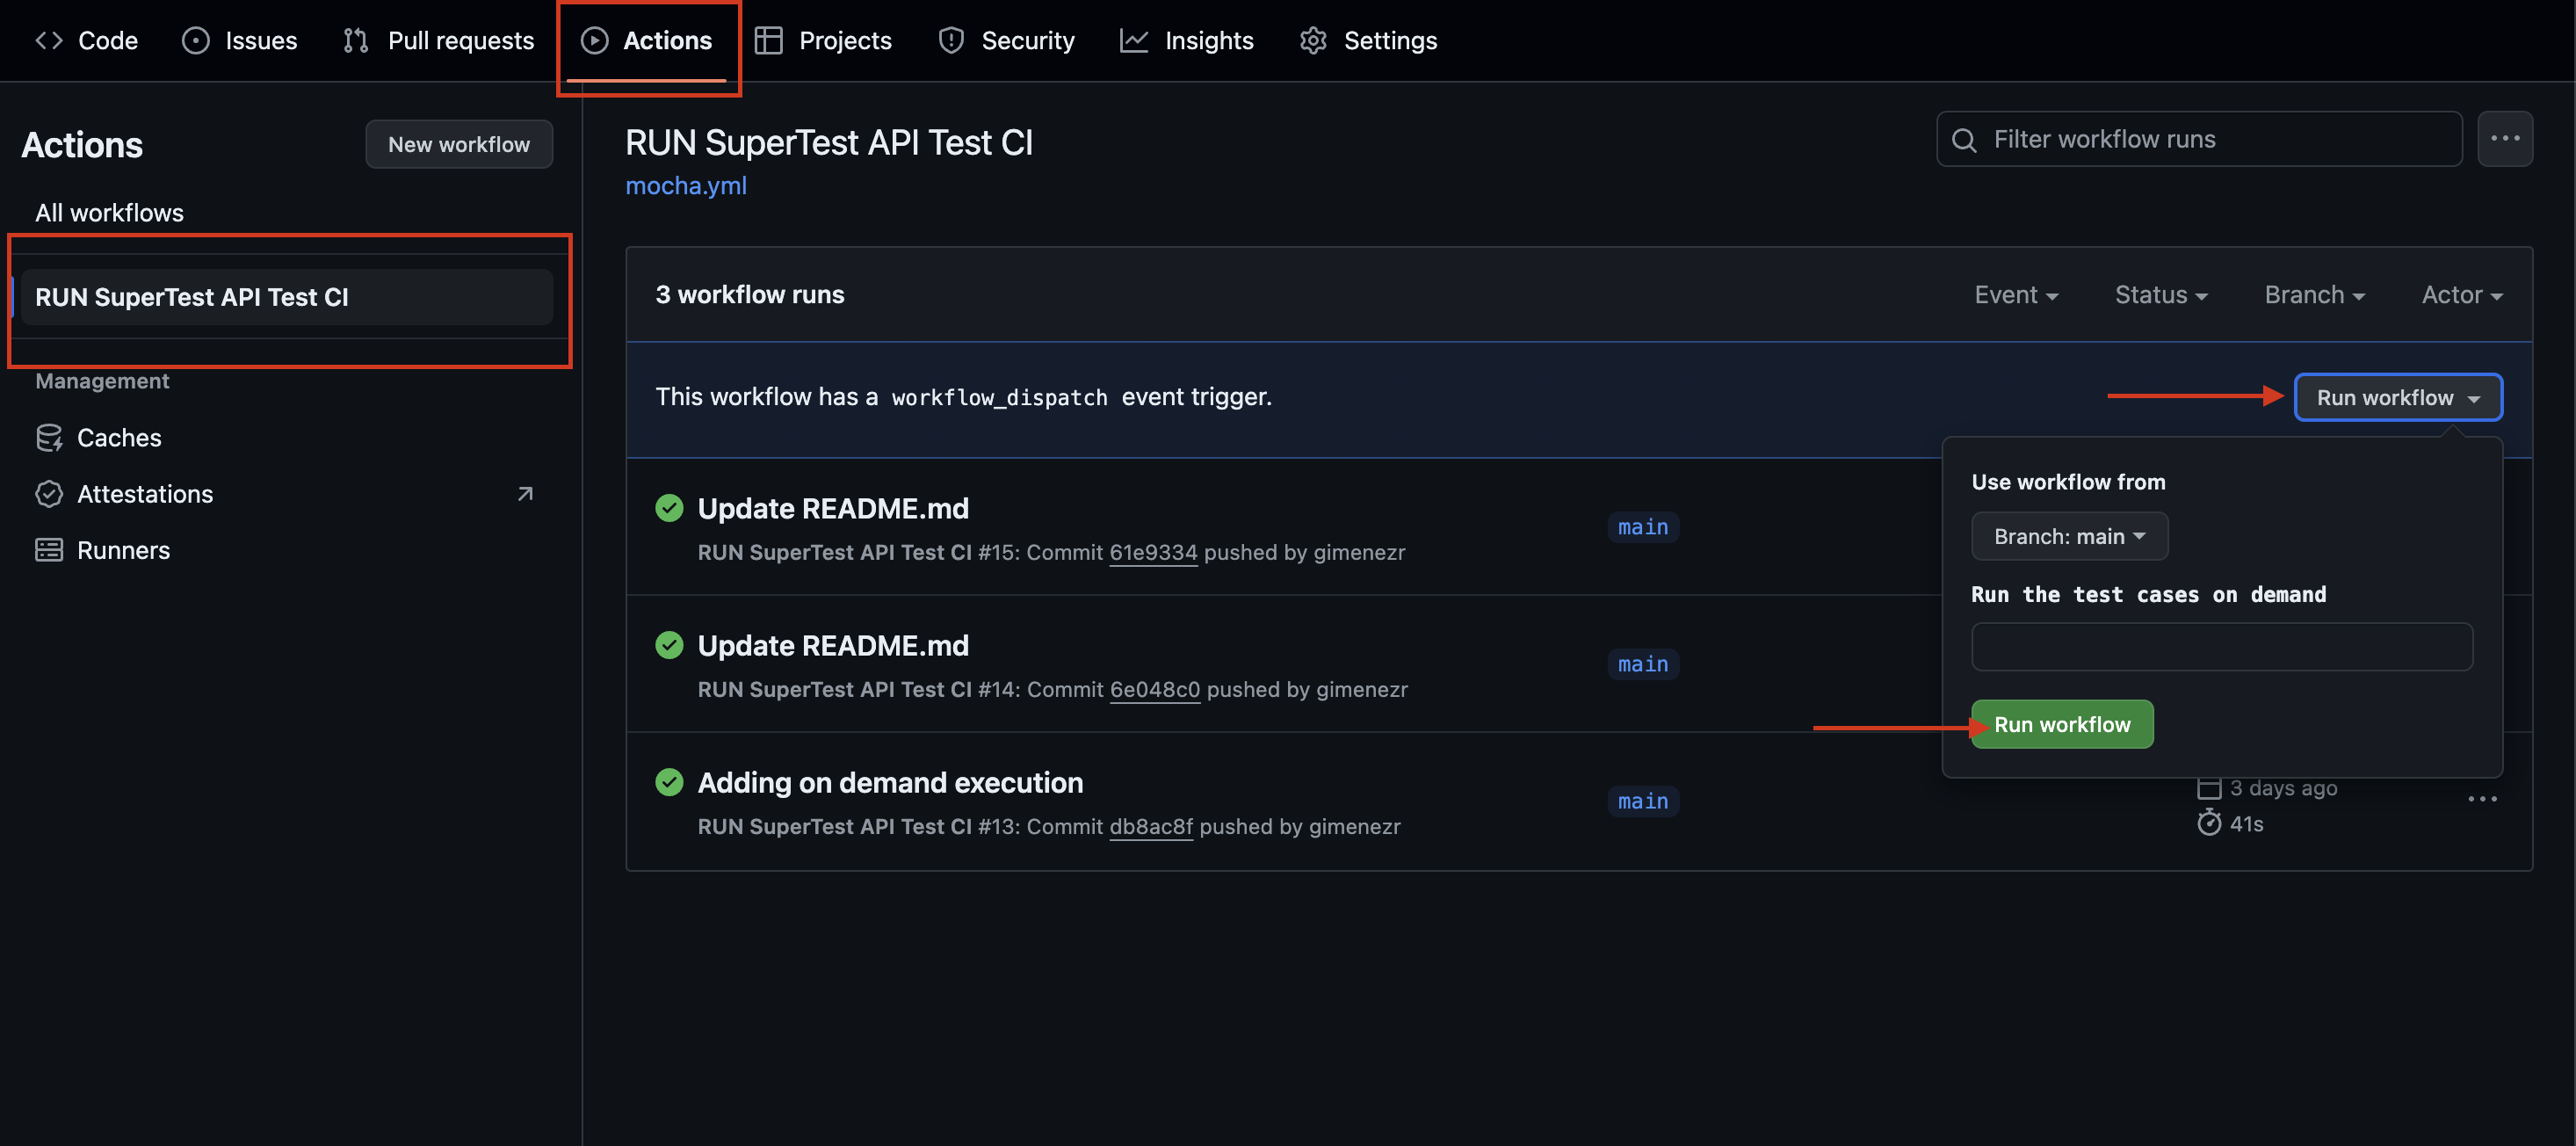 Code Issues Pull requests Actions Projects Security Insights Settings
Actions
New workflow
All workflows
RUN SuperTest API Test CI
Management
Caches
Attestations
Runners
RUN SuperTest API Test CI
mocha.yml
Filter workflow runs
3 workflow runs
Event Status Branch Actor
This workflow has a workflow_dispatch event trigger.
Run workflow
Use workflow from
Branch: main
Run the test cases on demand
Run workflow
Update README.md
RUN SuperTest API Test CI #15: Commit 61e9334 pushed by gimenezr
main
Update README.md
RUN SuperTest API Test CI #14: Commit 6e048c0 pushed by gimenezr
main
Adding on demand execution
RUN SuperTest API Test CI #13: Commit db8ac8f pushed by gimenezr
main
3 days ago
41s